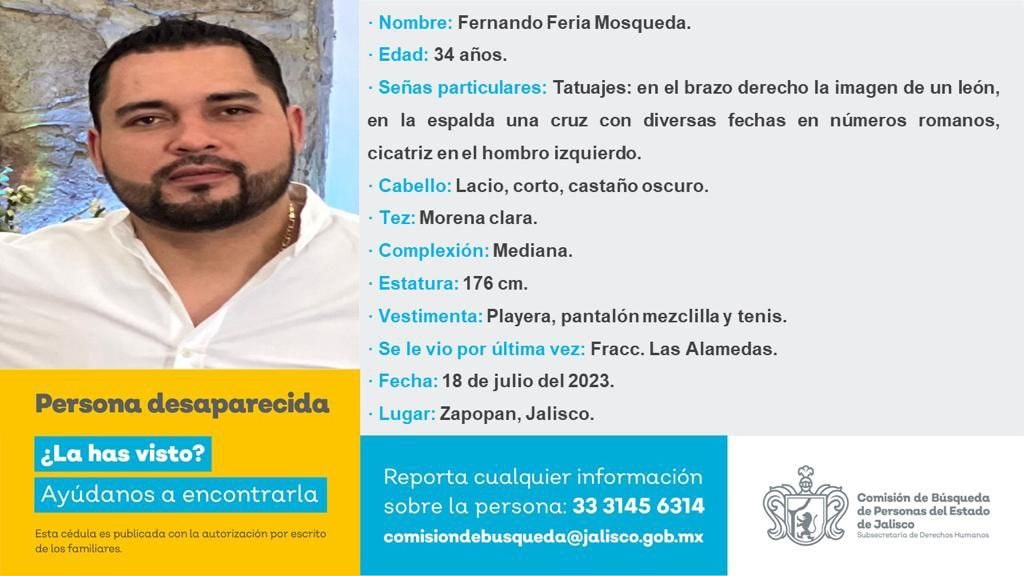 · Nombre: Fernando Feria Mosqueda.
· Edad: 34 años.
· Señas particulares: Tatuajes: en el brazo derecho la imagen de un león,
en la espalda una cruz con diversas fechas en números romanos,
cicatriz en el hombro izquierdo.
· Cabello: Lacio, corto, castaño oscuro.
· Tez: Morena clara.
· Complexión: Mediana.
· Estatura: 176 cm.
· Vestimenta: Playera, pantalón mezclilla y tenis.
· Se le vio por última vez: Fracc. Las Alamedas.
· Fecha: 18 de julio del 2023.
· Lugar: Zapopan, Jalisco.
Persona desaparecida
¿La has visto?
Ayúdanos a encontrarla
Esta cédula es publicada con la autorización por escrito
de los familiares.
Reporta cualquier información
sobre la persona: 33 3145 6314
comisiondebusqueda@jalisco.gob.mx
Comisión de Búsqueda
de Personas del Estado
de Jalisco
Subsecretaría de Derechos Humanos